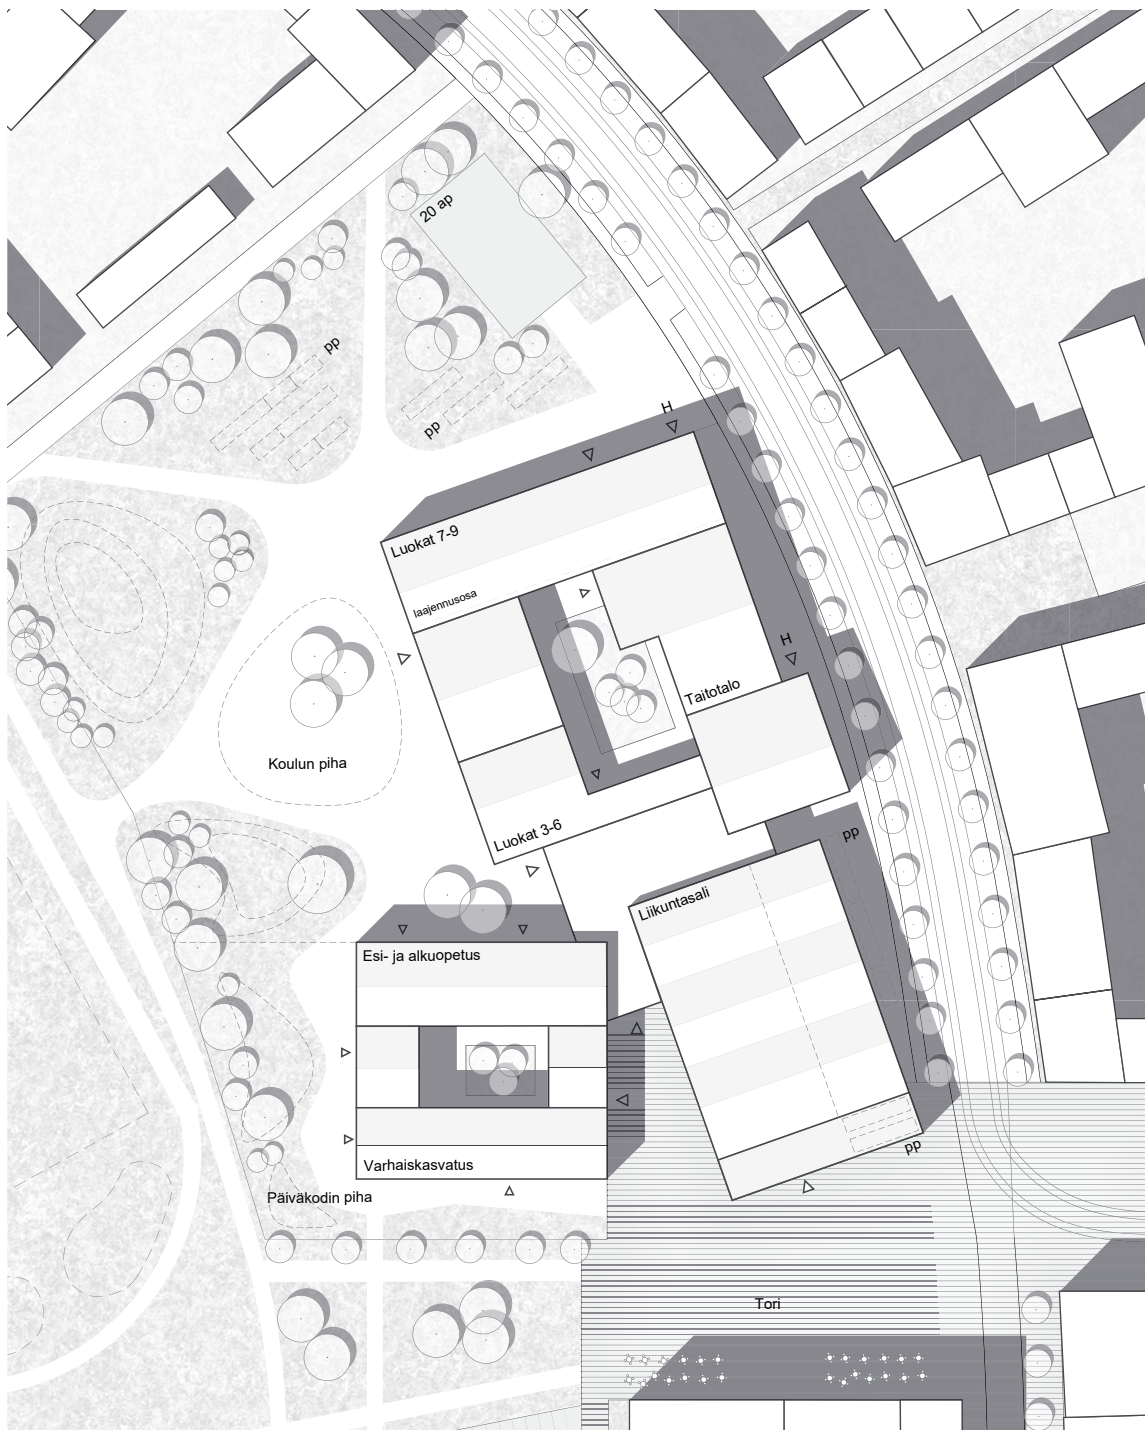 20 ap
pp
pp
H
Luokat 7-9
laajennusosa
H
Taitotalo
Koulun piha
Luokat 3-6
pp
Liikuntasali
Esi- ja alkuopetus
pp
Varhaiskasvatus
Päiväkodin piha
Tori